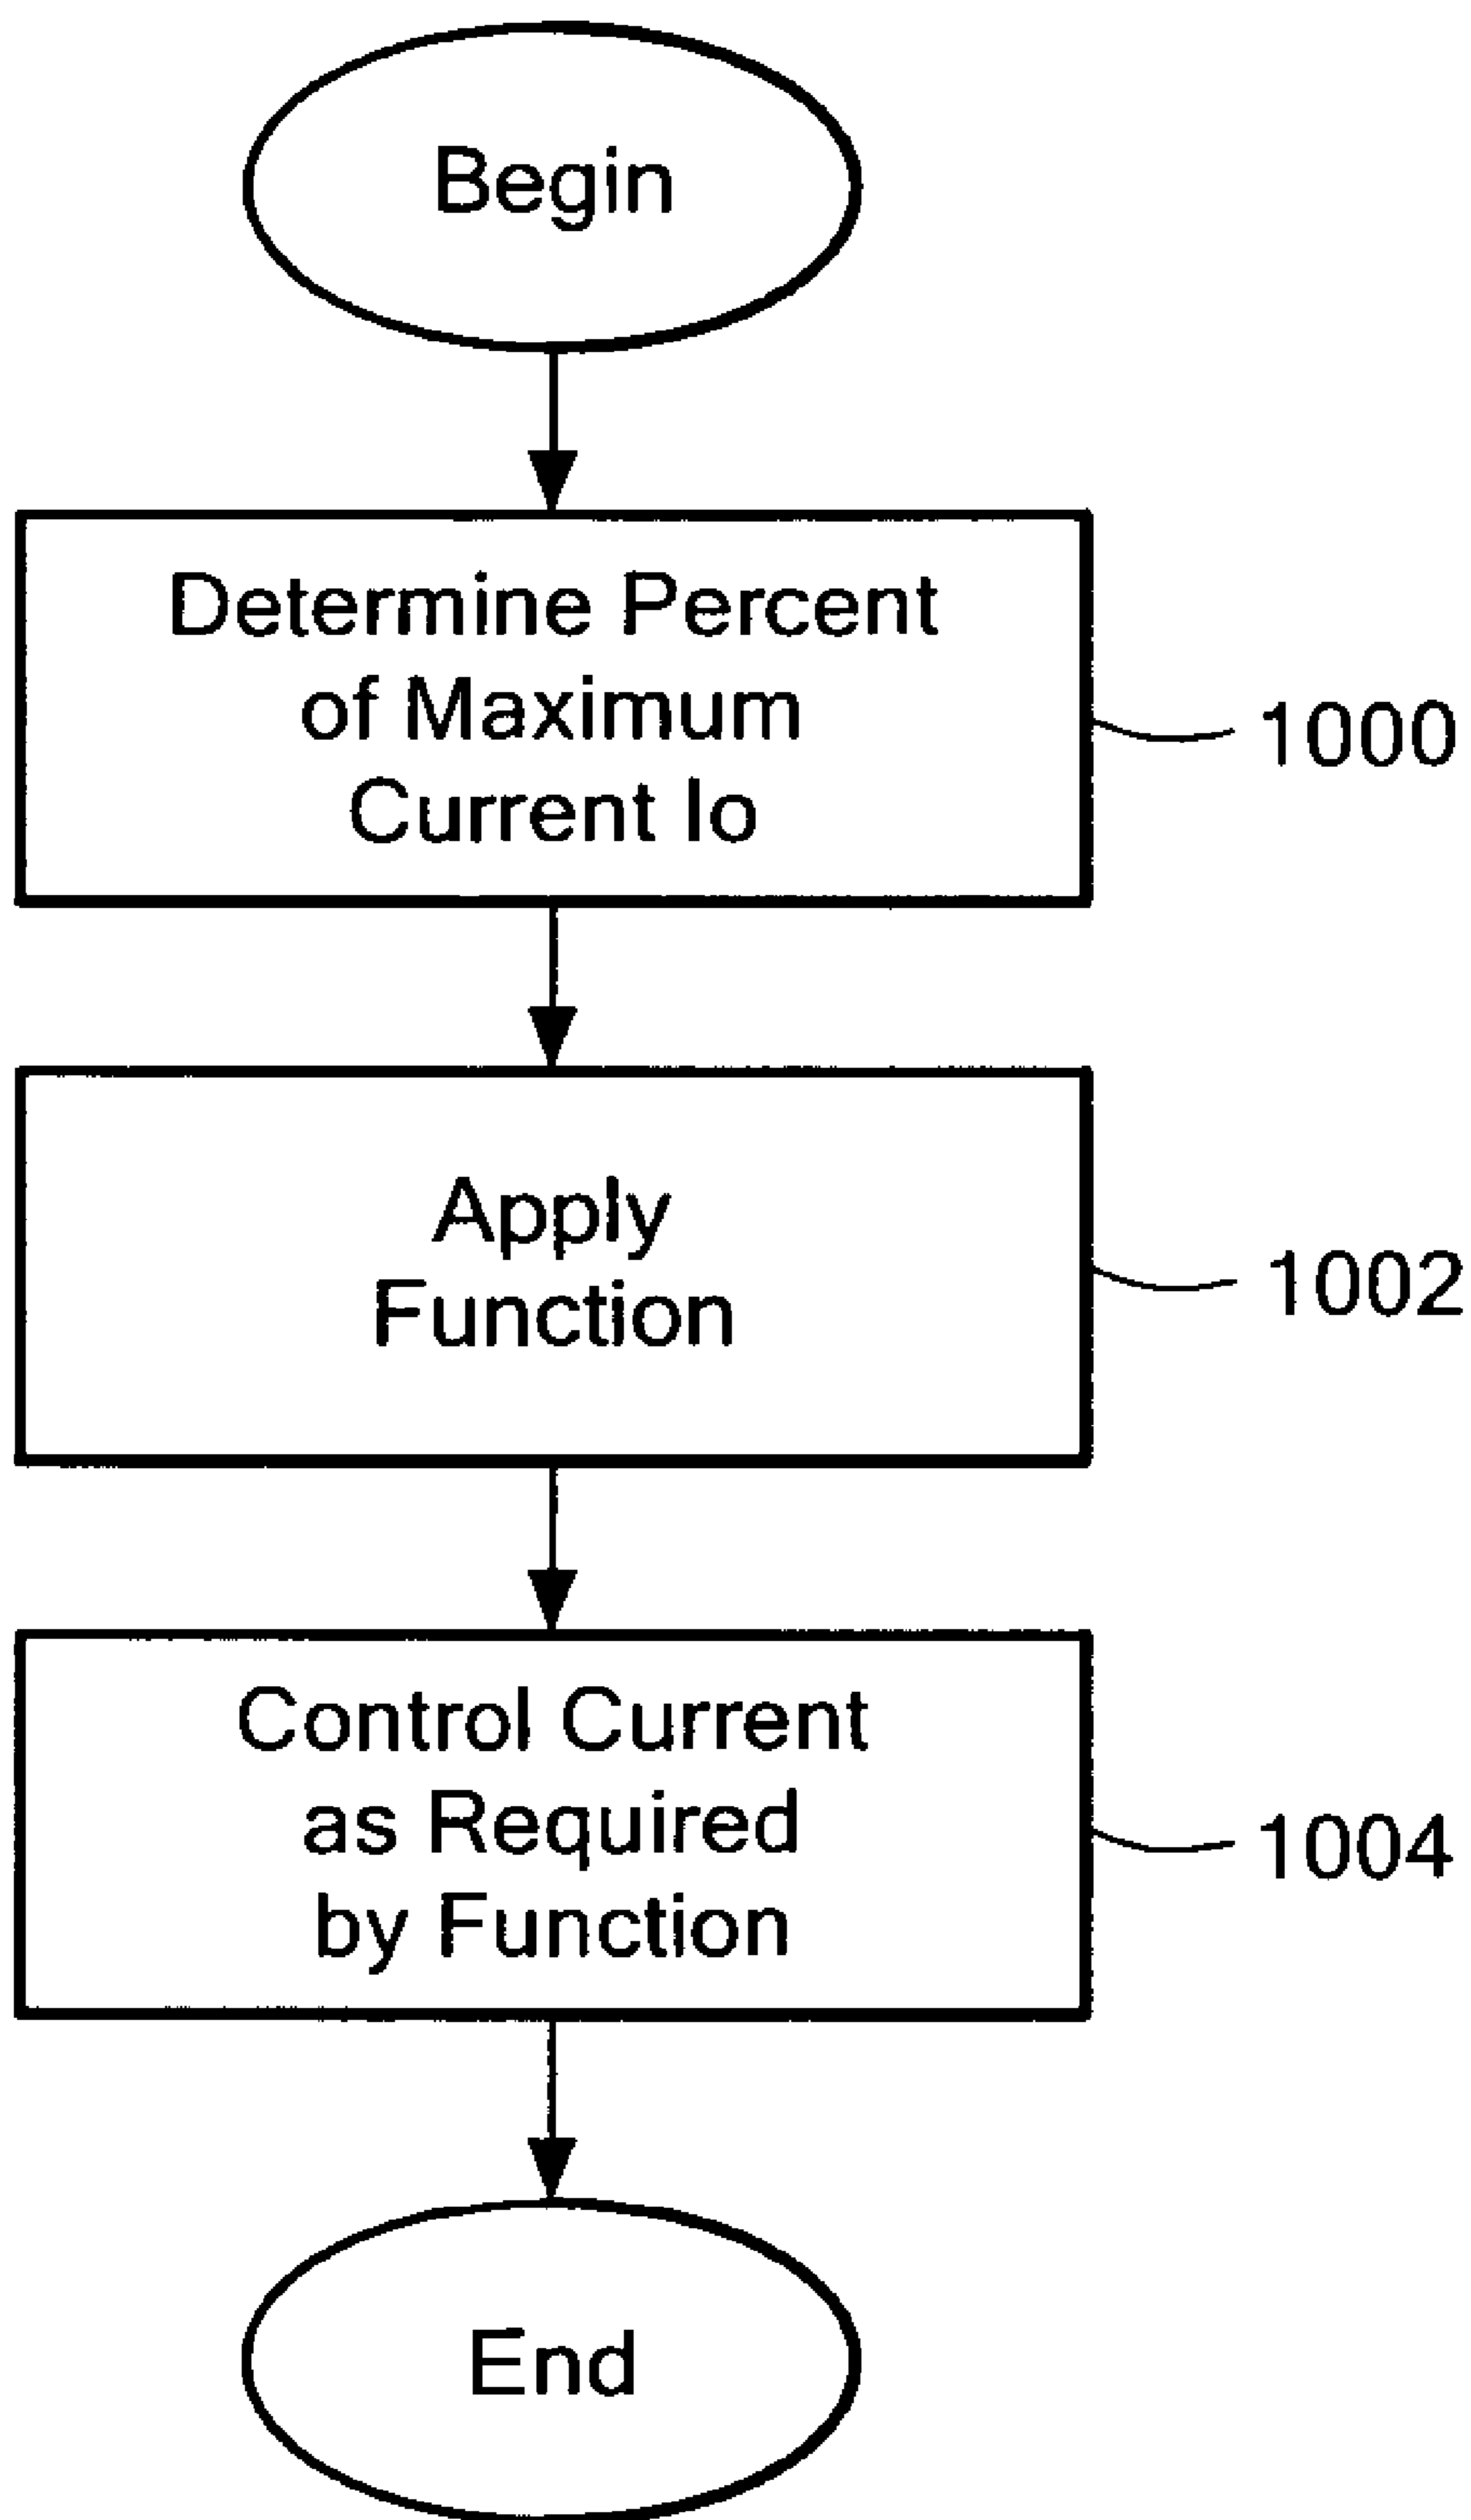 Begin
Determine Percent
of Maximum
Current Io
1000
Apply
Function
1002
Control Current
as Required
by Function
1004
End